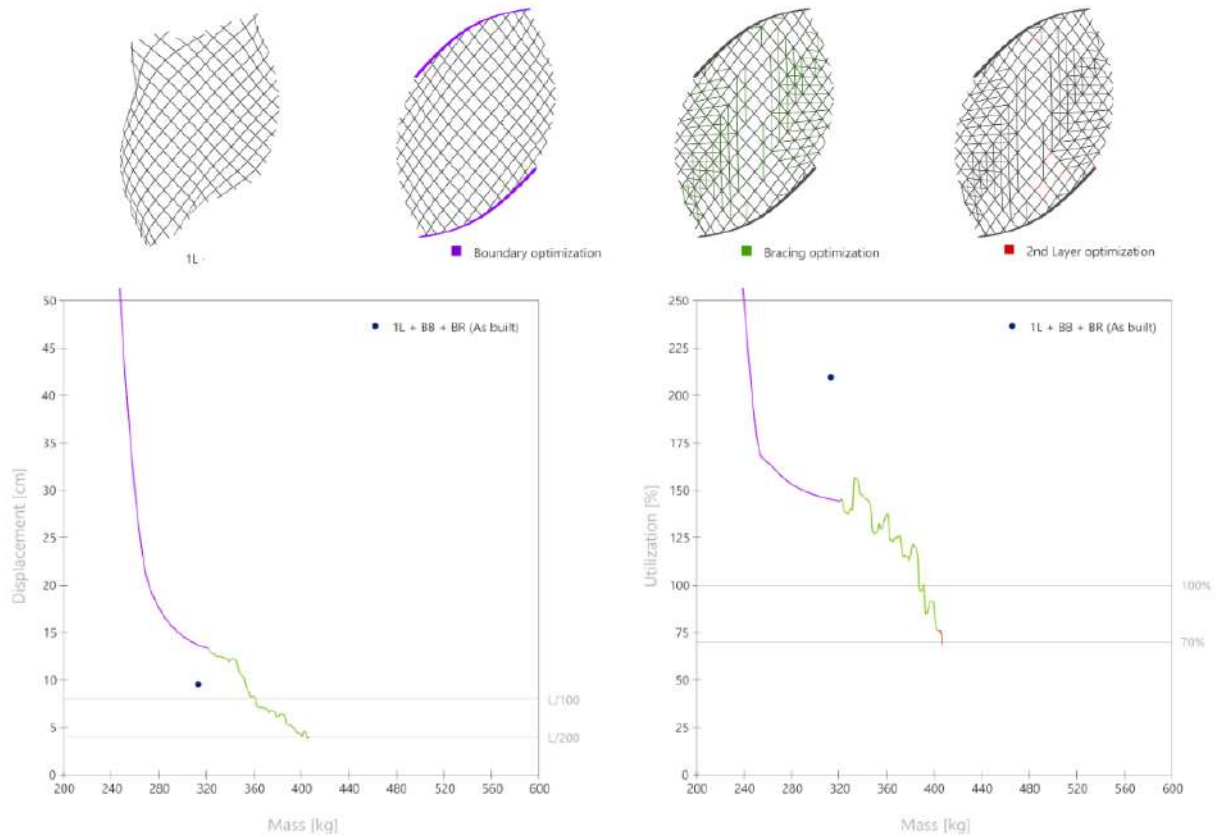 1L -
Boundary optimization
Bracing optimization
2nd Layer optimization
50
45
40
35
30
25
20
15
10
5
0
Displacement [cm]
1L + BB + BR (As built)
L/100
L/200
200 240 280 320 360 400 440 480 520 560 600
Mass [kg]
250
225
200
175
150
125
100
75
50
25
0
Utilization [%]
1L + BB + BR (As built)
100%
70%
200 240 280 320 360 400 440 480 520 560 600
Mass [kg]